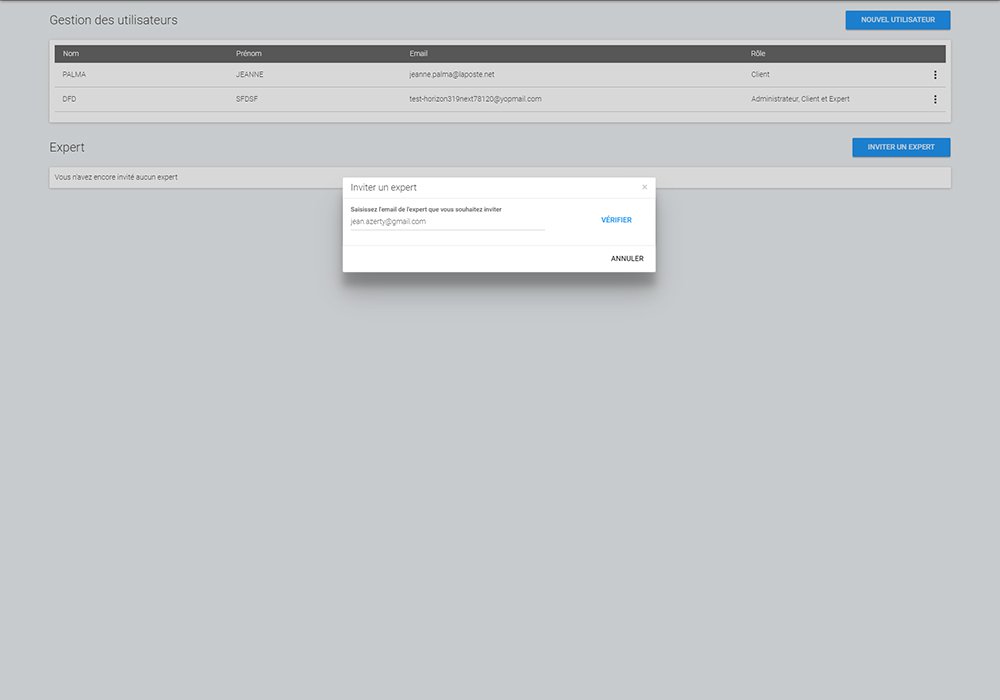 Gestion des utilisateurs
NOUVEL UTILISATEUR
Nom Prénom Email Rôle
PALMA JEANNE jeanne.palma@laposte.net Client
DFD SFDSF test-horizon319next78120@yopmail.com Administrateur, Client et Expert
Expert
INVITER UN EXPERT
Vous n'avez encore invité aucun expert
Inviter un expert ×
Saisissez l'email de l'expert que vous souhaitez inviter
jean.azerty@gmail.com
VÉRIFIER
ANNULER